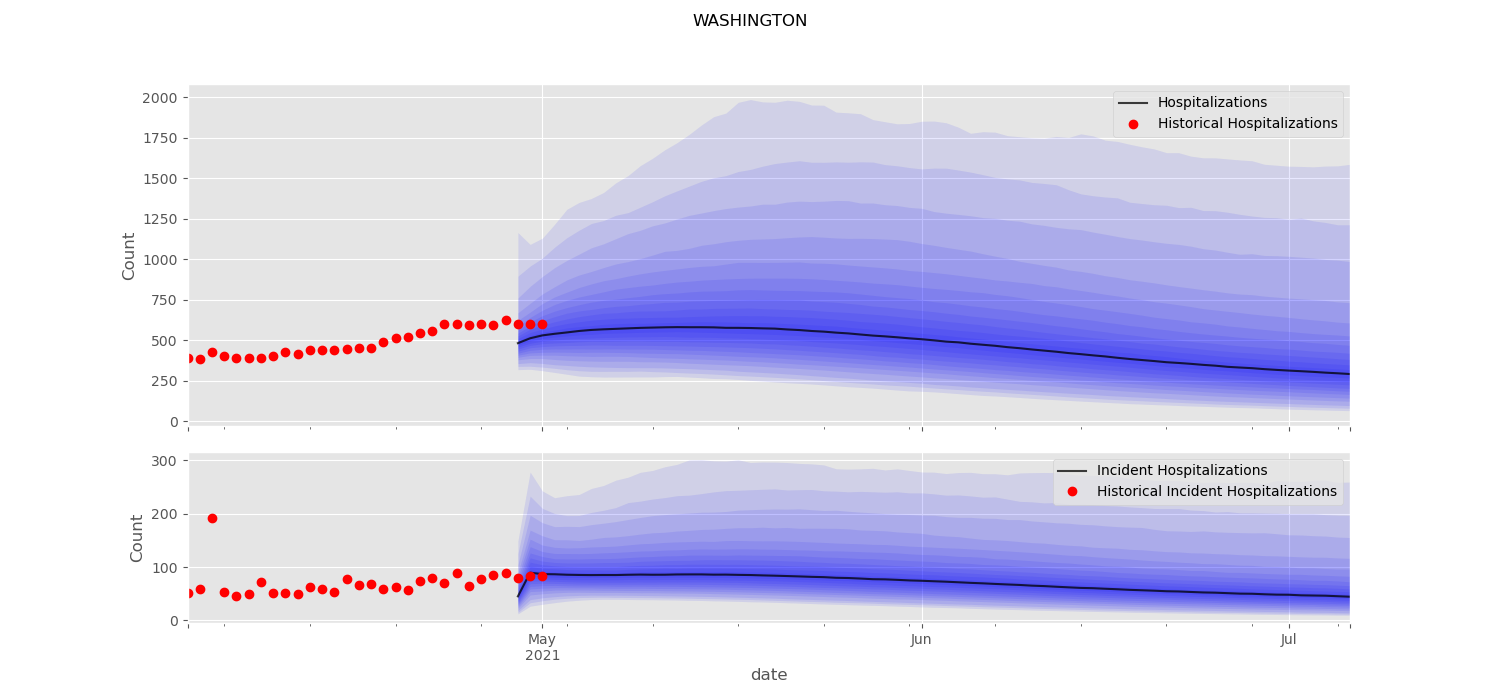 WASHINGTON
2000
1750
1500
1250
1000
750
500
250
0
Count
Hospitalizations
Historical Hospitalizations
300
200
100
0
Count
Incident Hospitalizations
Historical Incident Hospitalizations
May
2021
Jun
Jul
date